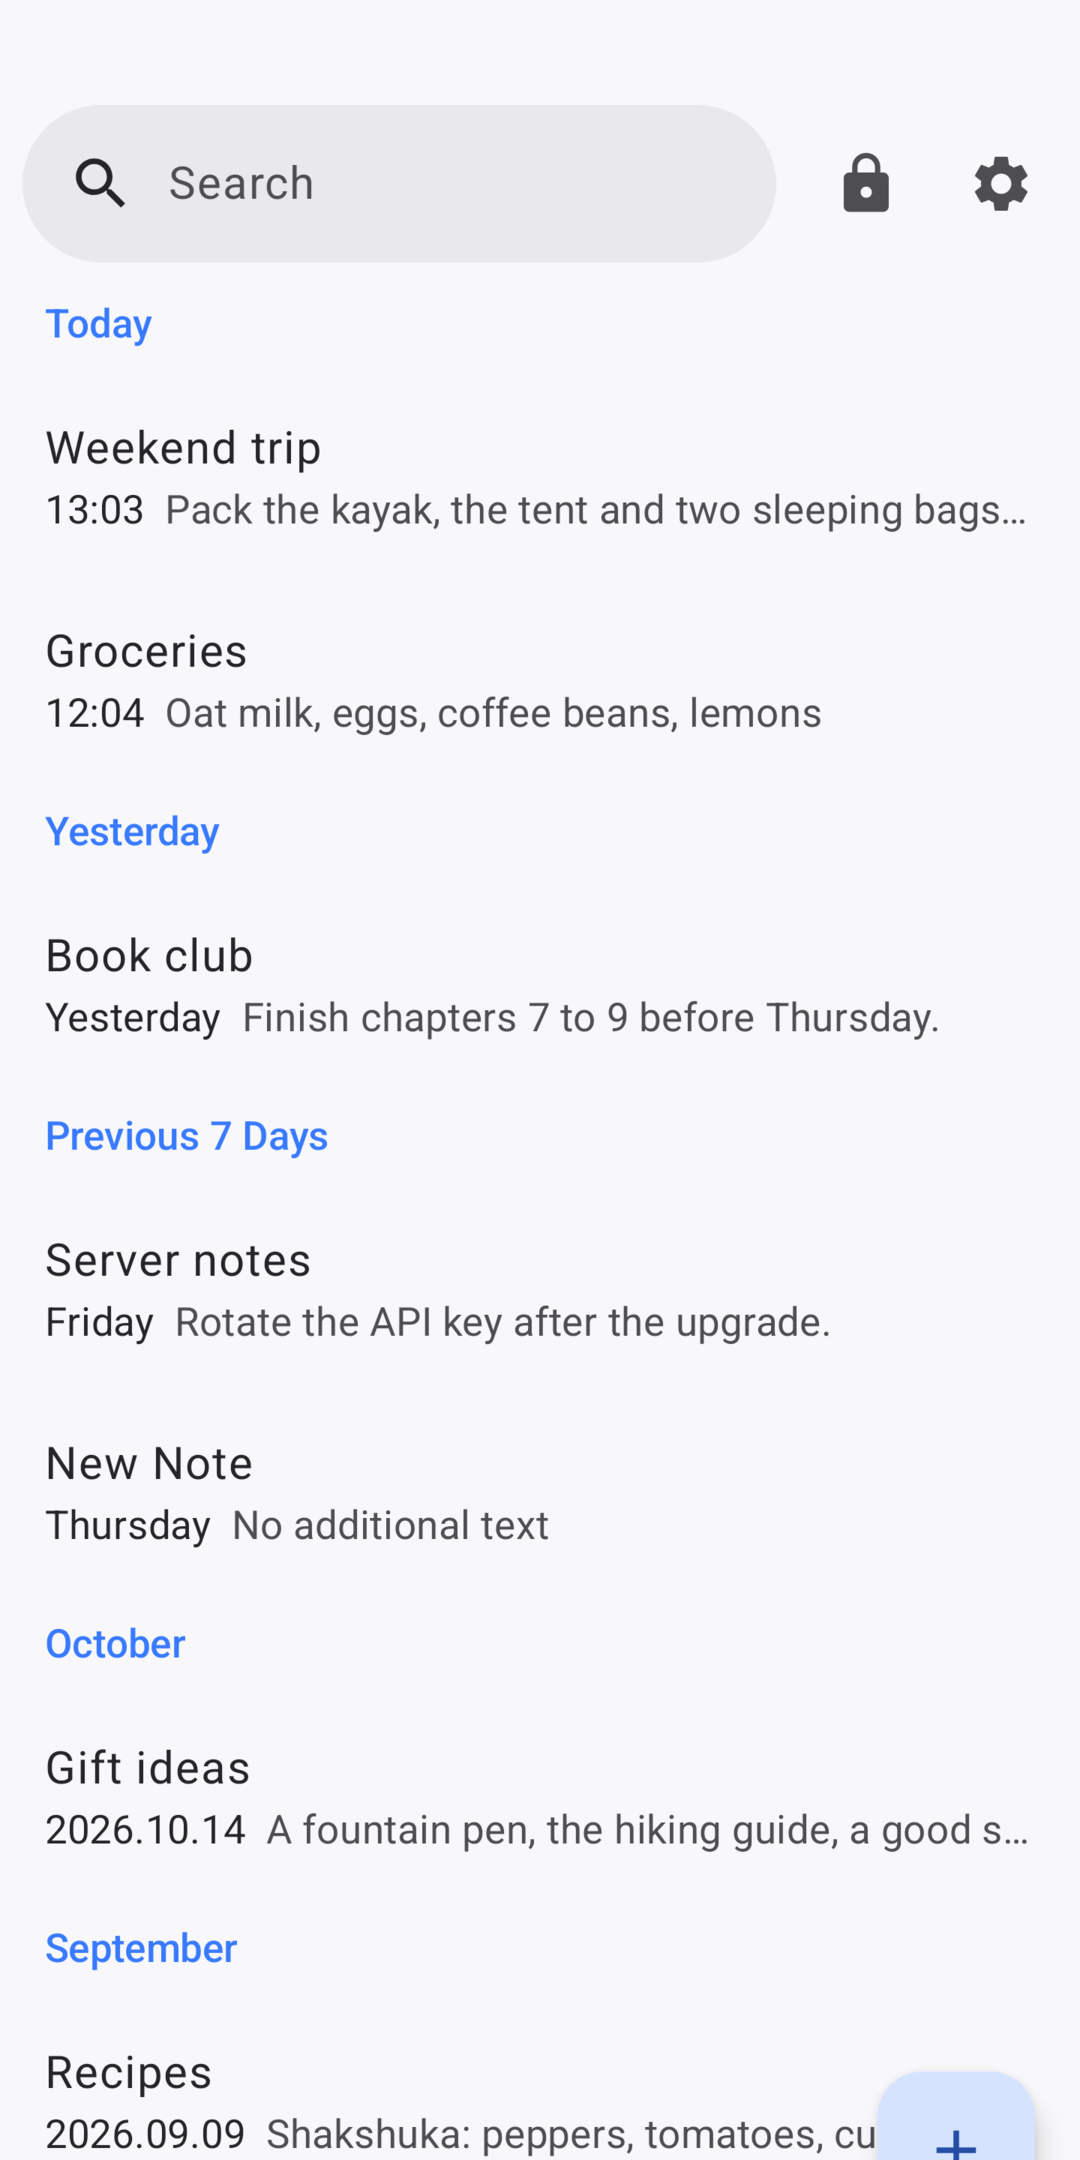 Search
Today
Weekend trip
13:03 Pack the kayak, the tent and two sleeping bags…
Groceries
12:04 Oat milk, eggs, coffee beans, lemons
Yesterday
Book club
Yesterday Finish chapters 7 to 9 before Thursday.
Previous 7 Days
Server notes
Friday Rotate the API key after the upgrade.
New Note
Thursday No additional text
October
Gift ideas
2026.10.14 A fountain pen, the hiking guide, a good s…
September
Recipes
2026.09.09 Shakshuka: peppers, tomatoes,